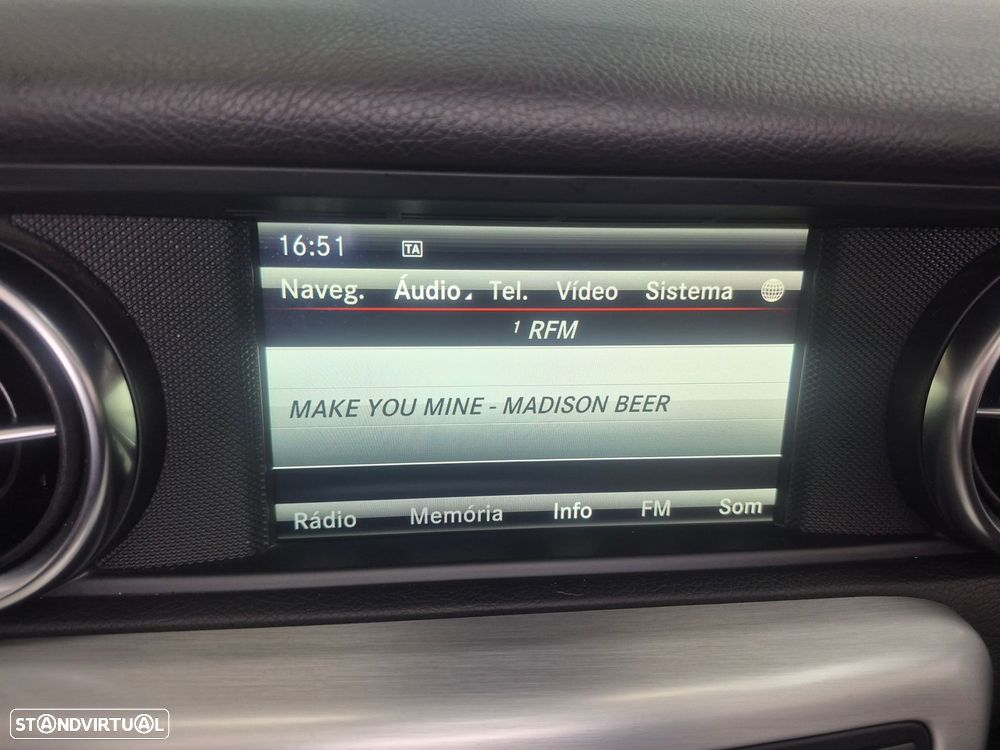 16:51 TA
Naveg. Áudio Tel. Vídeo Sistema
1 RFM
MAKE YOU MINE - MADISON BEER
Rádio Memória Info FM Som
STANDVIRTUAL